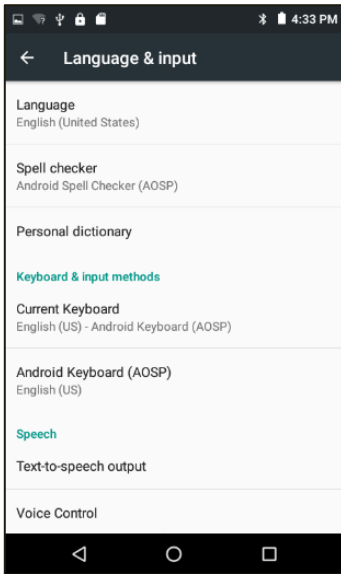 4:33 PM
Language & input
Language
English (United States)
Spell checker
Android Spell Checker (AOSP)
Personal dictionary
Keyboard & input methods
Current Keyboard
English (US) - Android Keyboard (AOSP)
Android Keyboard (AOSP)
English (US)
Speech
Text-to-speech output
Voice Control